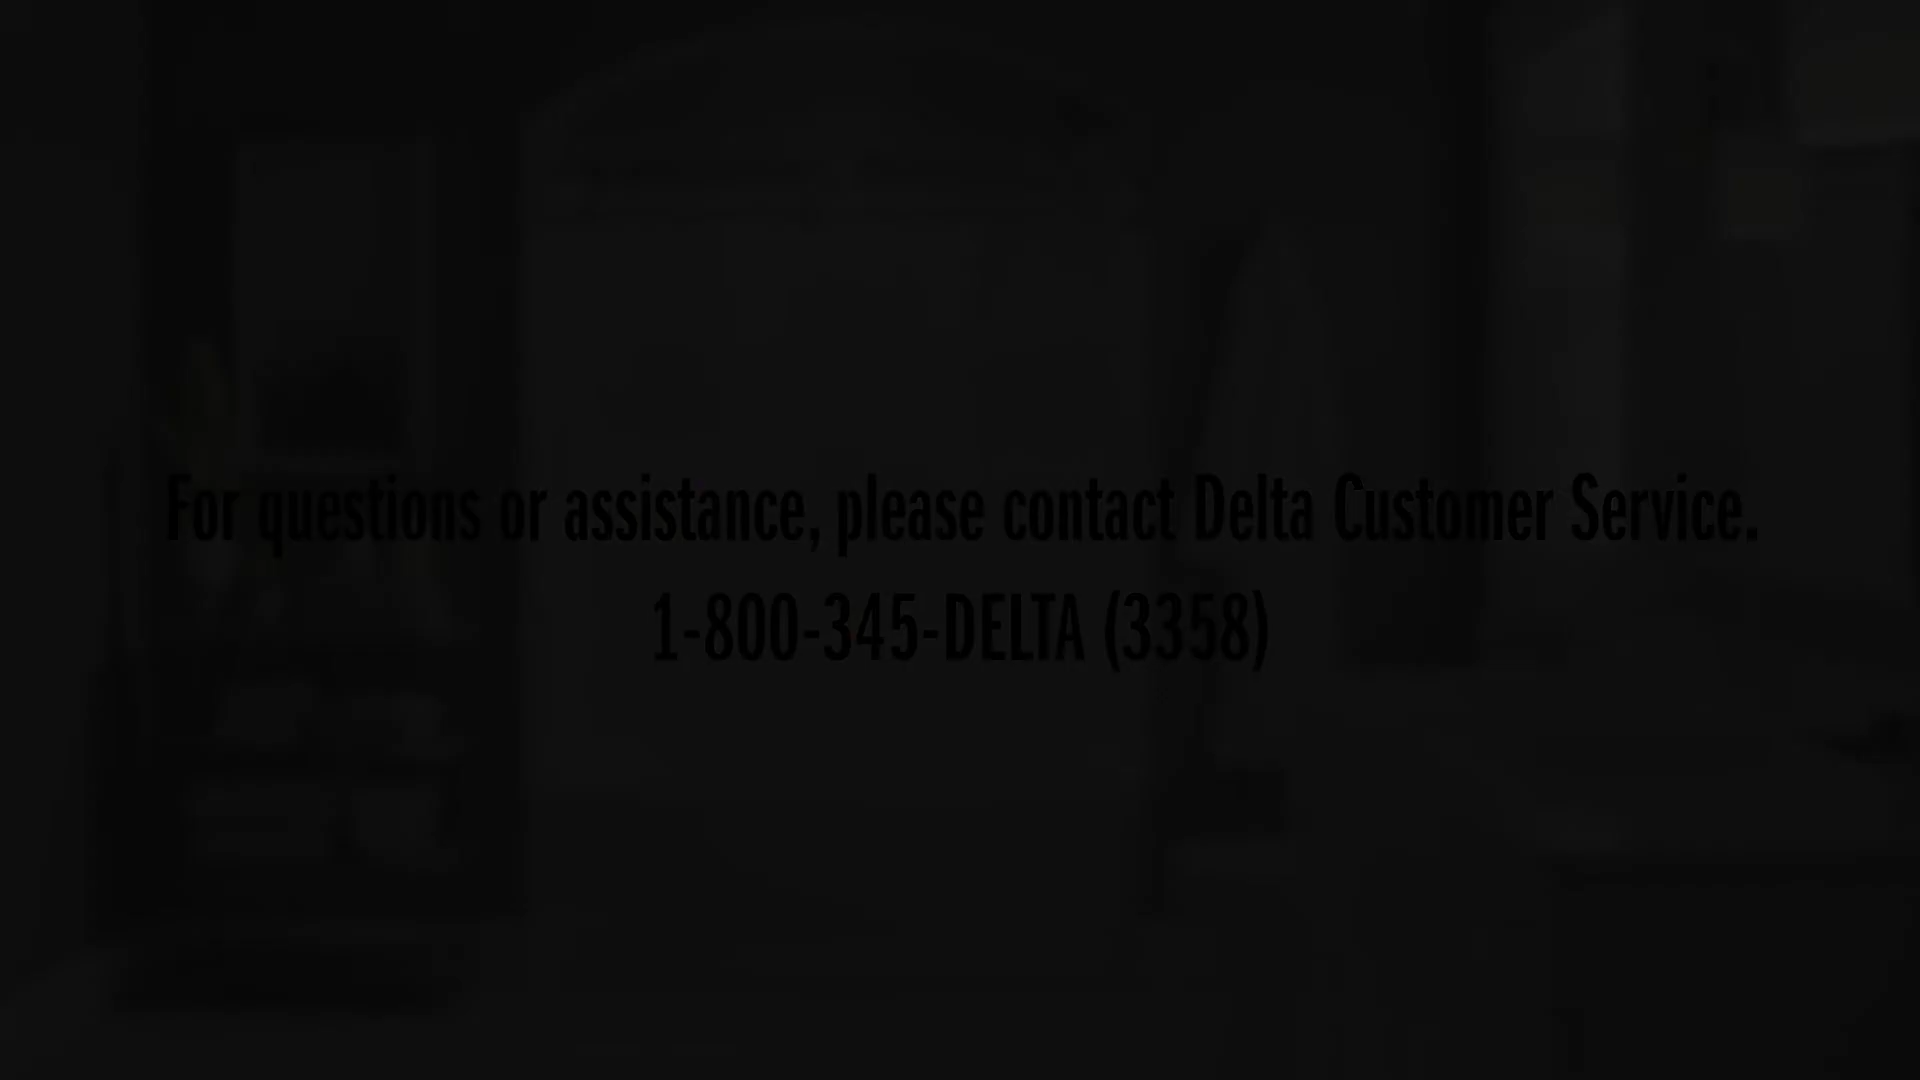 For questions or assistance, please contact Delta Customer Service.
1-800-345-DELTA (3358)